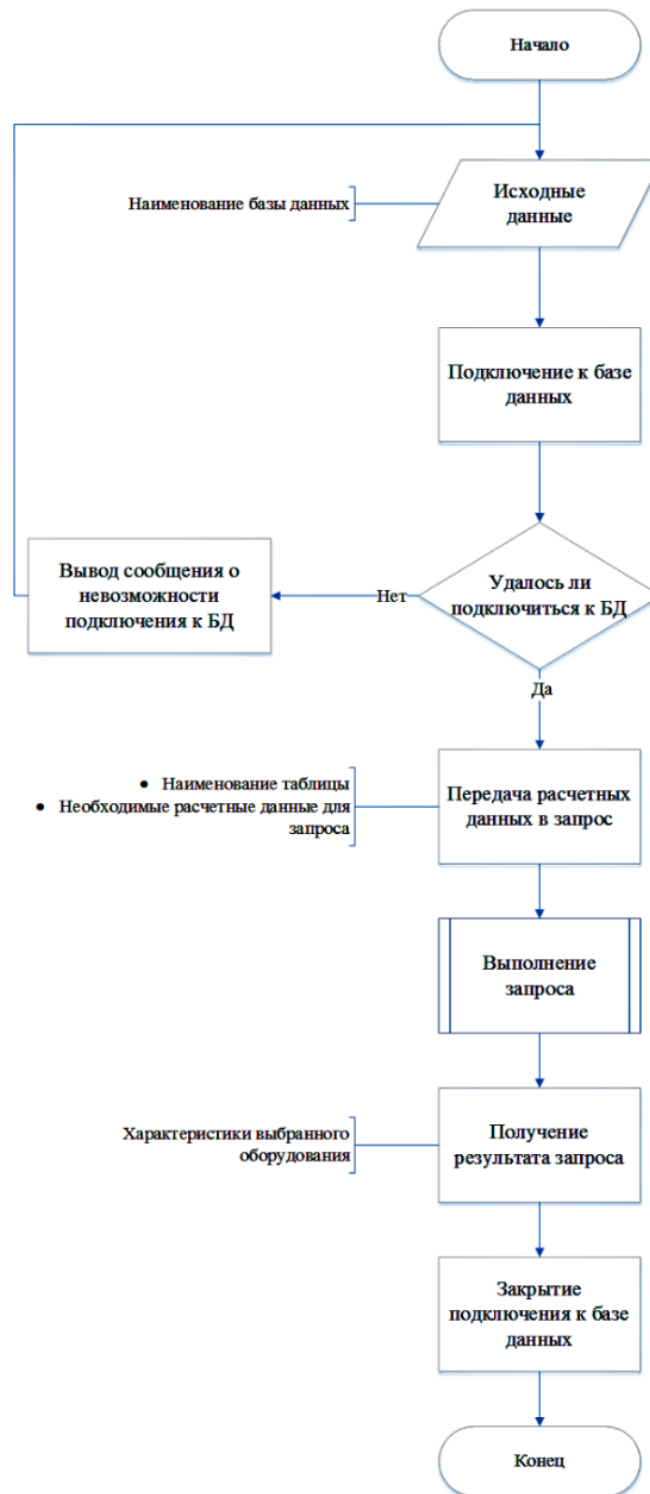 Начало
Наименование базы данных
Исходные
данные
Подключение к базе
данных
Удалось ли
подключиться к БД
Нет
Вывод сообщения о
невозможности
подключения к БД
Да
• Наименование таблицы
• Необходимые расчетные данные для
запроса
Передача расчетных
данных в запрос
Выполнение
запроса
Характеристики выбранного
оборудования
Получение
результата запроса
Закрытие
подключения к базе
данных
Конец